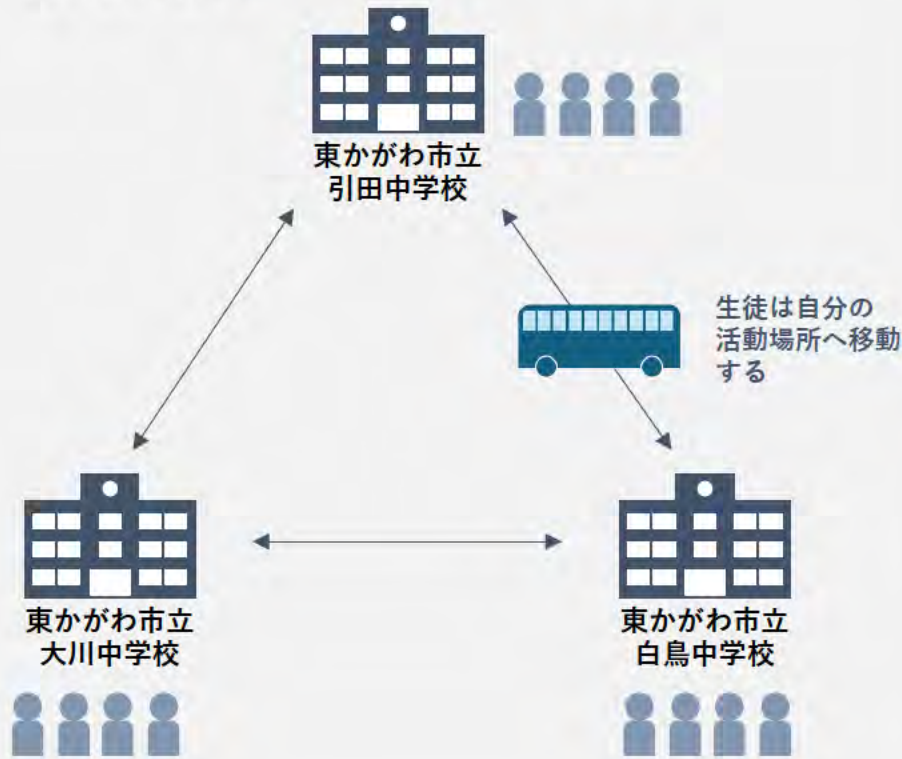 東かがわ市立
引田中学校
生徒は自分の
活動場所へ移動
する
東かがわ市立
大川中学校
東かがわ市立
白鳥中学校